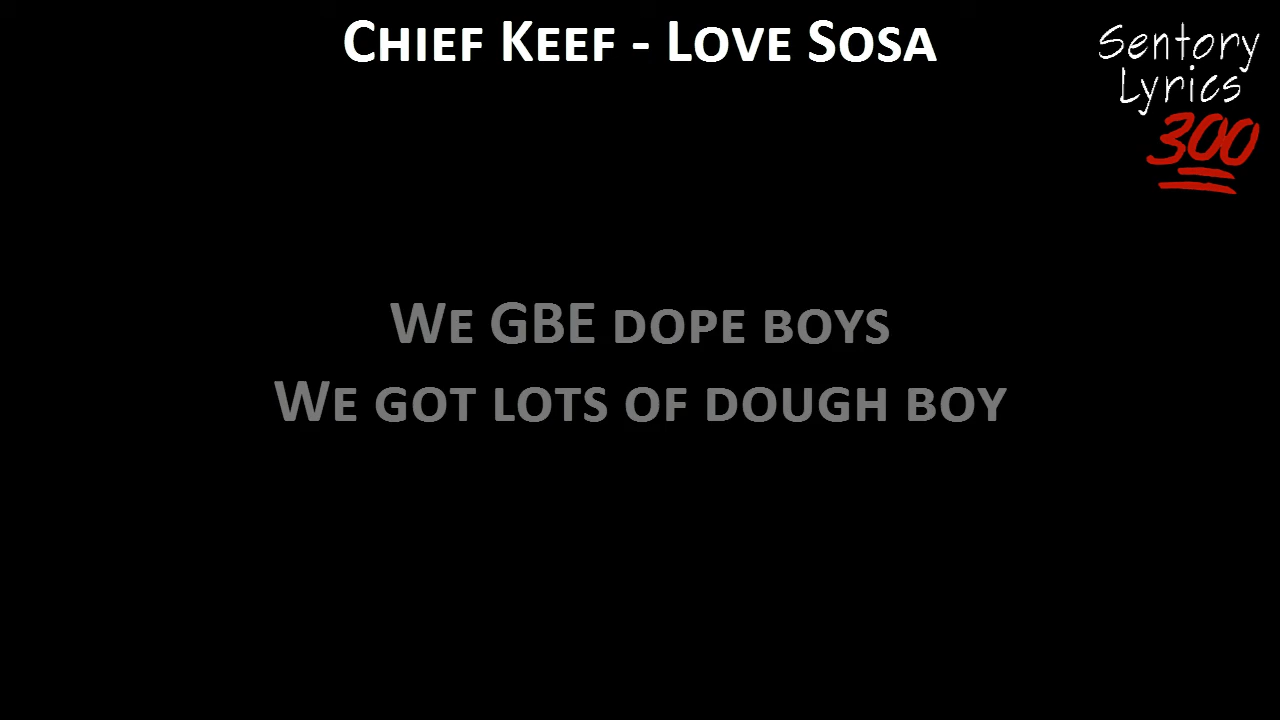 Chief Keef - Love Sosa
Sentory
Lyrics
300
We GBE dope boys
We got lots of dough boy